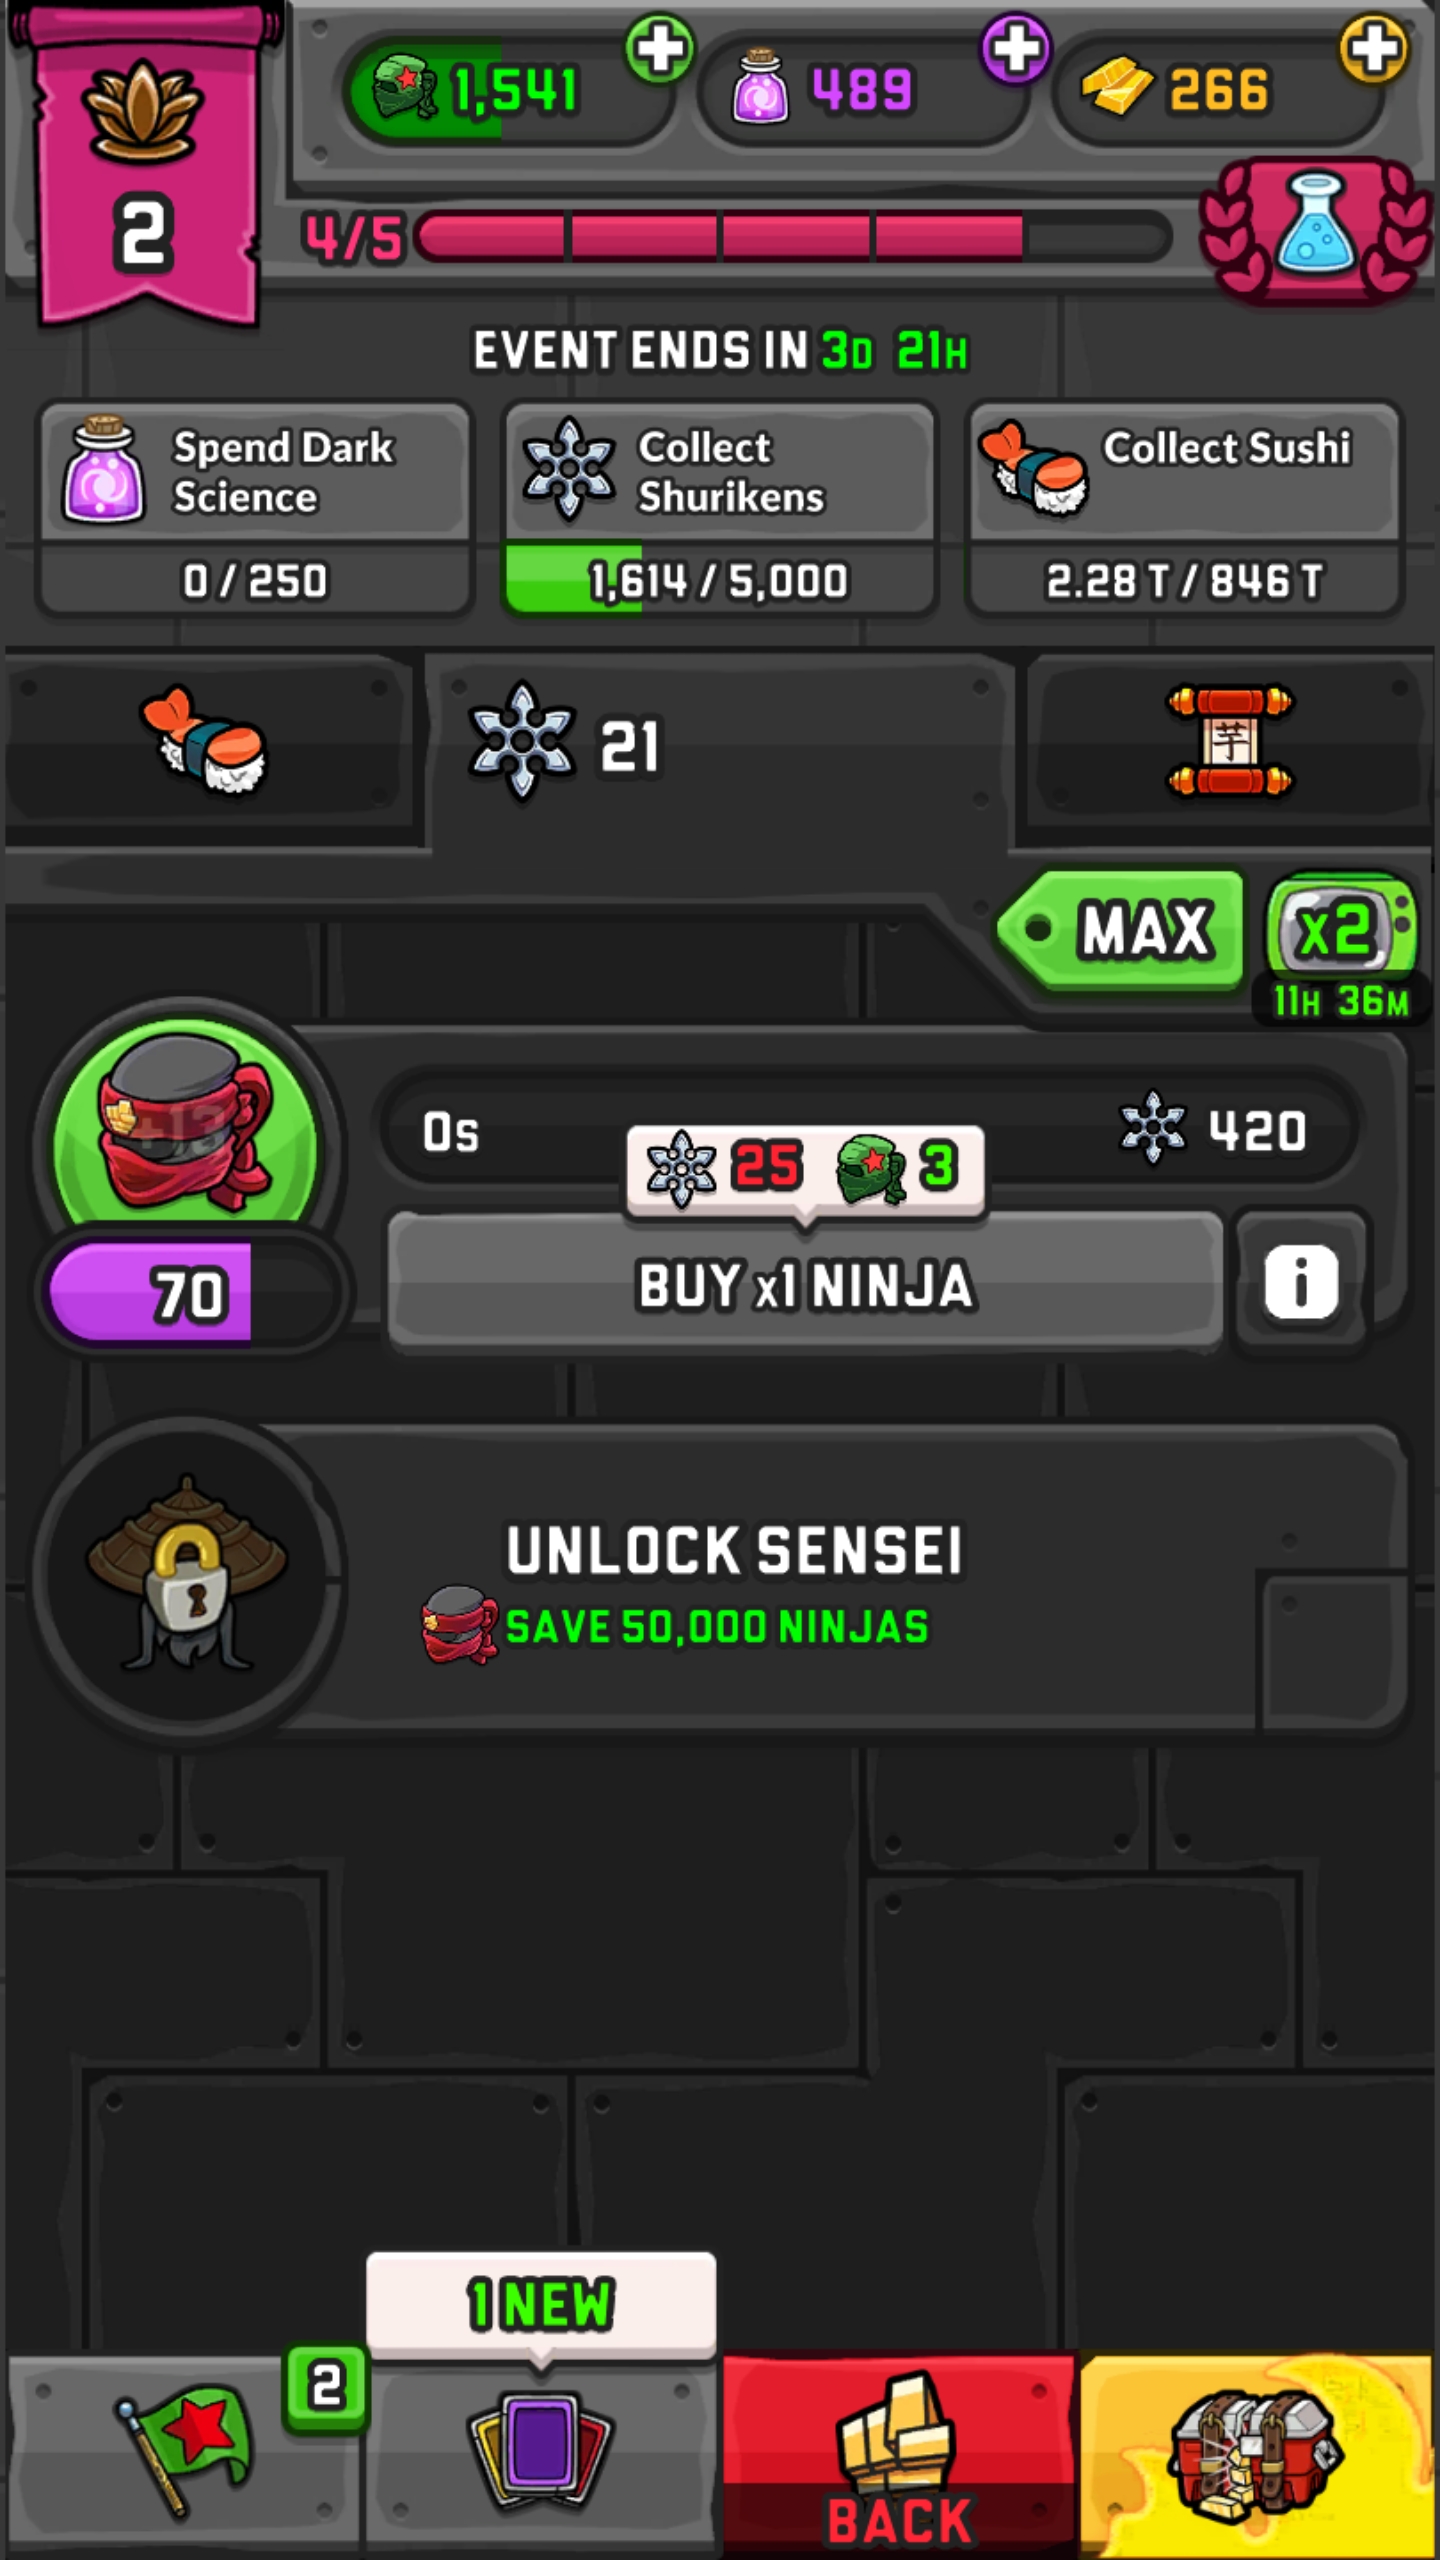 1,541
489
266
2
4/5
EVENT ENDS IN 3D 21H
Spend Dark
Science
0 / 250
Collect
Shurikens
1,614 / 5,000
Collect Sushi
2.28 T / 846 T
21
芋
MAX
x2
11H 36M
+13
0s
420
25
3
70
BUY x1 NINJA
i
UNLOCK SENSEI
SAVE 50,000 NINJAS
1 NEW
2
BACK